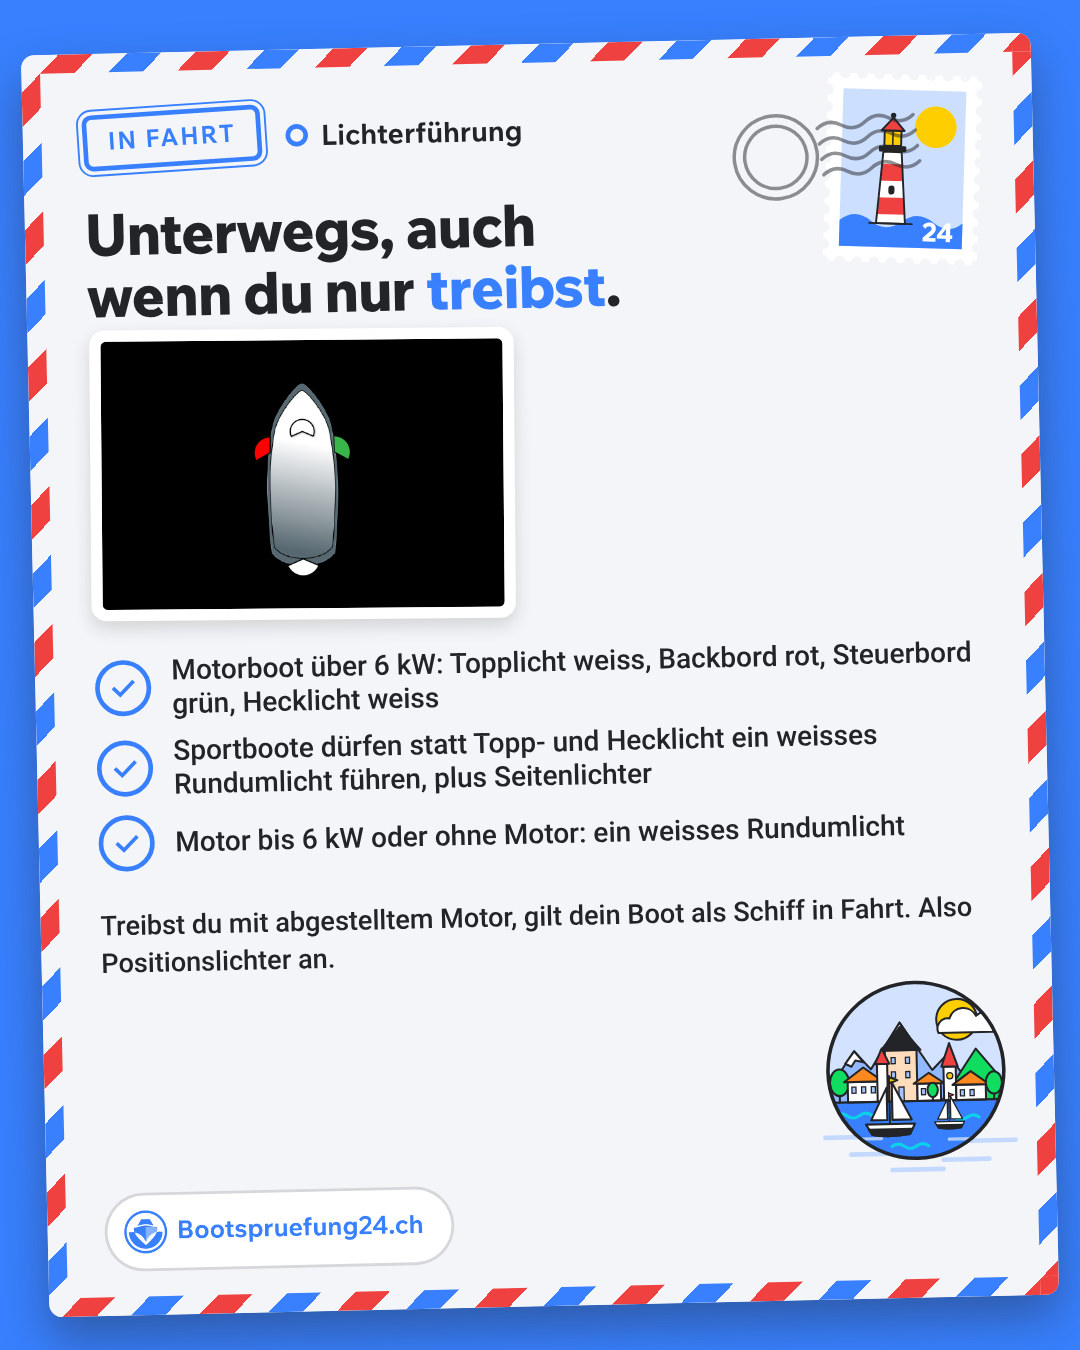 IN FAHRT
Lichterführung
24
Unterwegs, auch
wenn du nur treibst.
Motorboot über 6 kW: Topplicht weiss, Backbord rot, Steuerbord
grün, Hecklicht weiss
Sportboote dürfen statt Topp- und Hecklicht ein weisses
Rundumlicht führen, plus Seitenlichter
Motor bis 6 kW oder ohne Motor: ein weisses Rundumlicht
Treibst du mit abgestelltem Motor, gilt dein Boot als Schiff in Fahrt. Also
Positionslichter an.
Bootspruefung24.ch